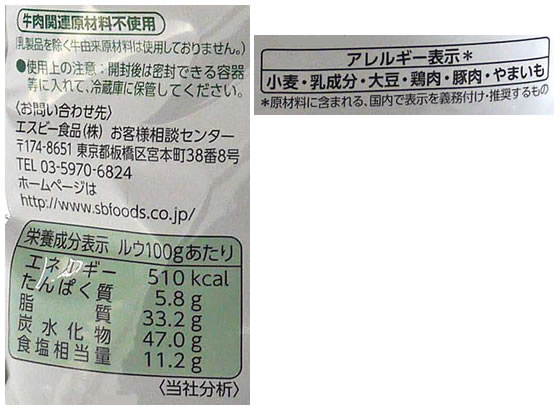 牛肉関連原材料不使用
(乳製品を除く牛由来原材料は使用しておりません。)
●使用上の注意：開封後は密封できる容器
等に入れて、冷蔵庫に保管してください。
〈お問い合わせ先〉
エスビー食品(株) お客様相談センター
〒174-8651 東京都板橋区宮本町38番8号
TEL 03-5970-6824
ホームページは
http://www.sbfoods.co.jp/
栄養成分表示 ルウ100gあたり
エネルギー 510 kcal
たんぱく質 5.8 g
脂質 33.2 g
炭水化物 47.0 g
食塩相当量 11.2 g
〈当社分析〉
アレルギー表示＊
小麦・乳成分・大豆・鶏肉・豚肉・やまいも
＊原材料に含まれる、国内で表示を義務付け・推奨するもの